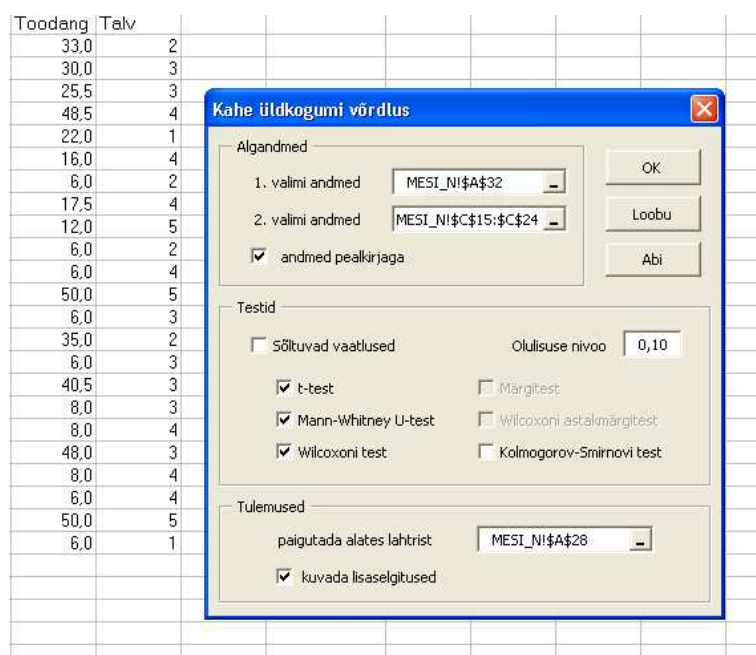 Toodang Talv
33,0 2
30,0 3
25,5 3
48,5 4
22,0 1
16,0 4
6,0 2
17,5 4
12,0 5
6,0 2
6,0 4
50,0 5
6,0 3
35,0 2
6,0 3
40,5 3
8,0 3
8,0 4
48,0 3
8,0 4
6,0 4
50,0 5
6,0 1
Kahe üldkogumi võrdlus
Algandmed
1. valimi andmed MESI_N!$A$32
2. valimi andmed MESI_N!$C$15:$C$24
andmed pealkirjaga
OK
Loobu
Abi
Testid
Sõltuvad vaatlused Olulisuse nivoo 0,10
t-test Märgitest
Mann-Whitney U-test Wilcoxoni astakmärgitest
Wilcoxoni test Kolmogorov-Smirnovi test
Tulemused
paigutada alates lahtrist MESI_N!$A$28
kuvada lisaselgitused